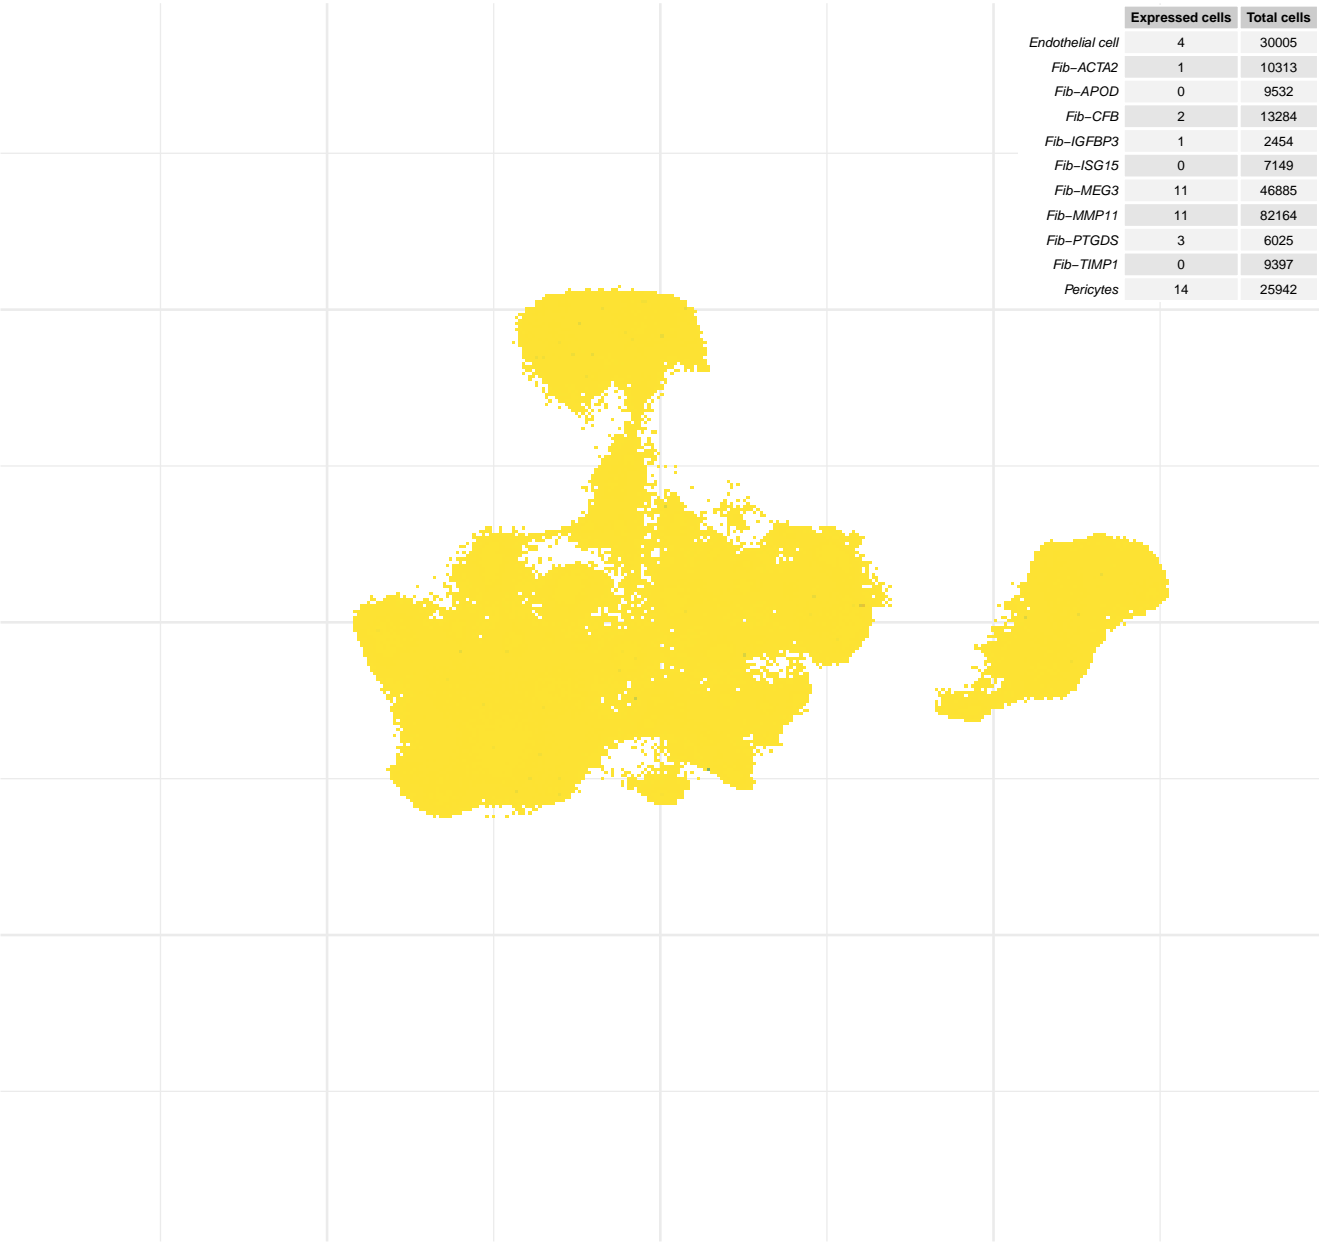 Expressed cells Total cells
Endothelial cell 4 30005
Fib−ACTA2 1 10313
Fib−APOD 0 9532
Fib−CFB 2 13284
Fib−IGFBP3 1 2454
Fib−ISG15 0 7149
Fib−MEG3 11 46885
Fib−MMP11 11 82164
Fib−PTGDS 3 6025
Fib−TIMP1 0 9397
Pericytes 14 25942